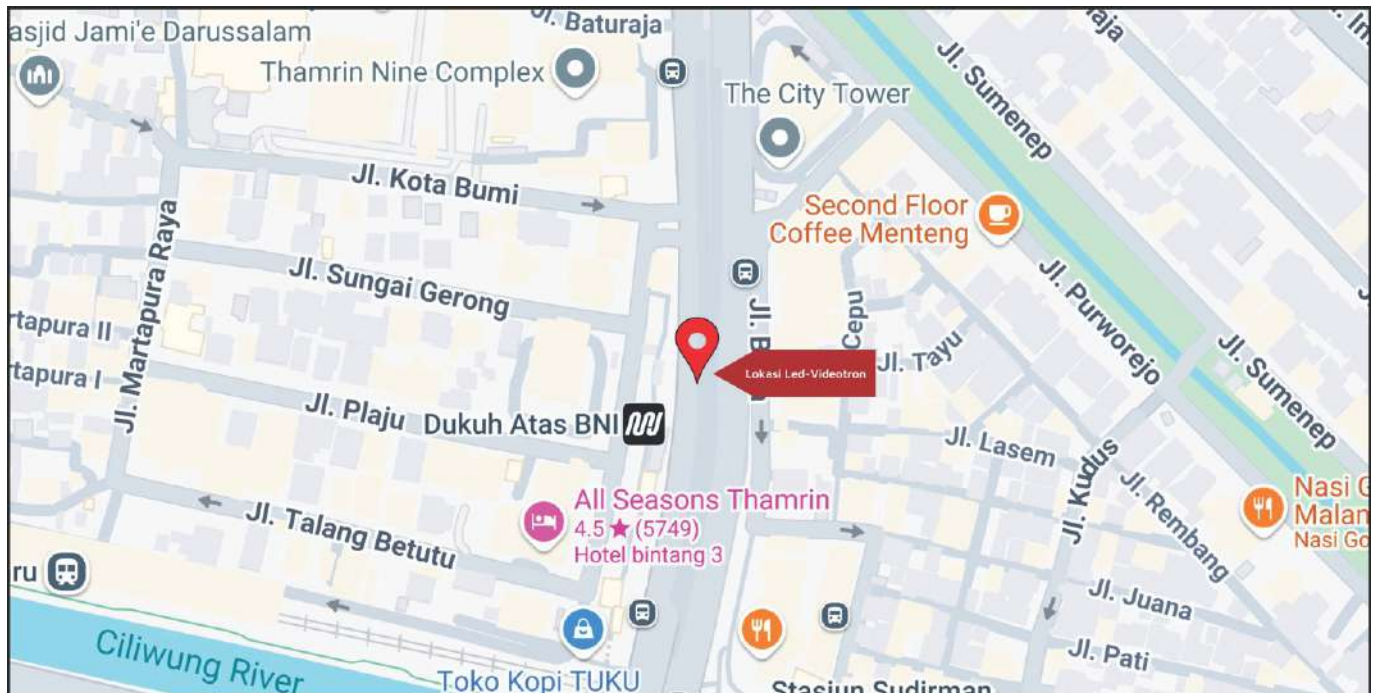 asjid Jami'e Darussalam
Jl. Baturaja
Thamrin Nine Complex
The City Tower
Jl. Sumenep
Jl. Kota Bumi
Second Floor
Coffee Menteng
Jl. Martapura Raya
Jl. Sungai Gerong
Jl. Purworejo
rtapura II
Cepu
Jl. Tayu
Lokasi Led-Videotron
Jl. Sumenep
rtapura I
Jl. Plaju
Dukuh Atas BNI
Jl. Lasem
Jl. Kudus
Jl. Rembang
All Seasons Thamrin
4.5 ★ (5749)
Hotel bintang 3
Nasi G
Malan
Nasi Go
Jl. Talang Betutu
ru
Jl. Juana
Jl. Pati
Ciliwung River
Toko Kopi TUKU
Stasiun Sudirman